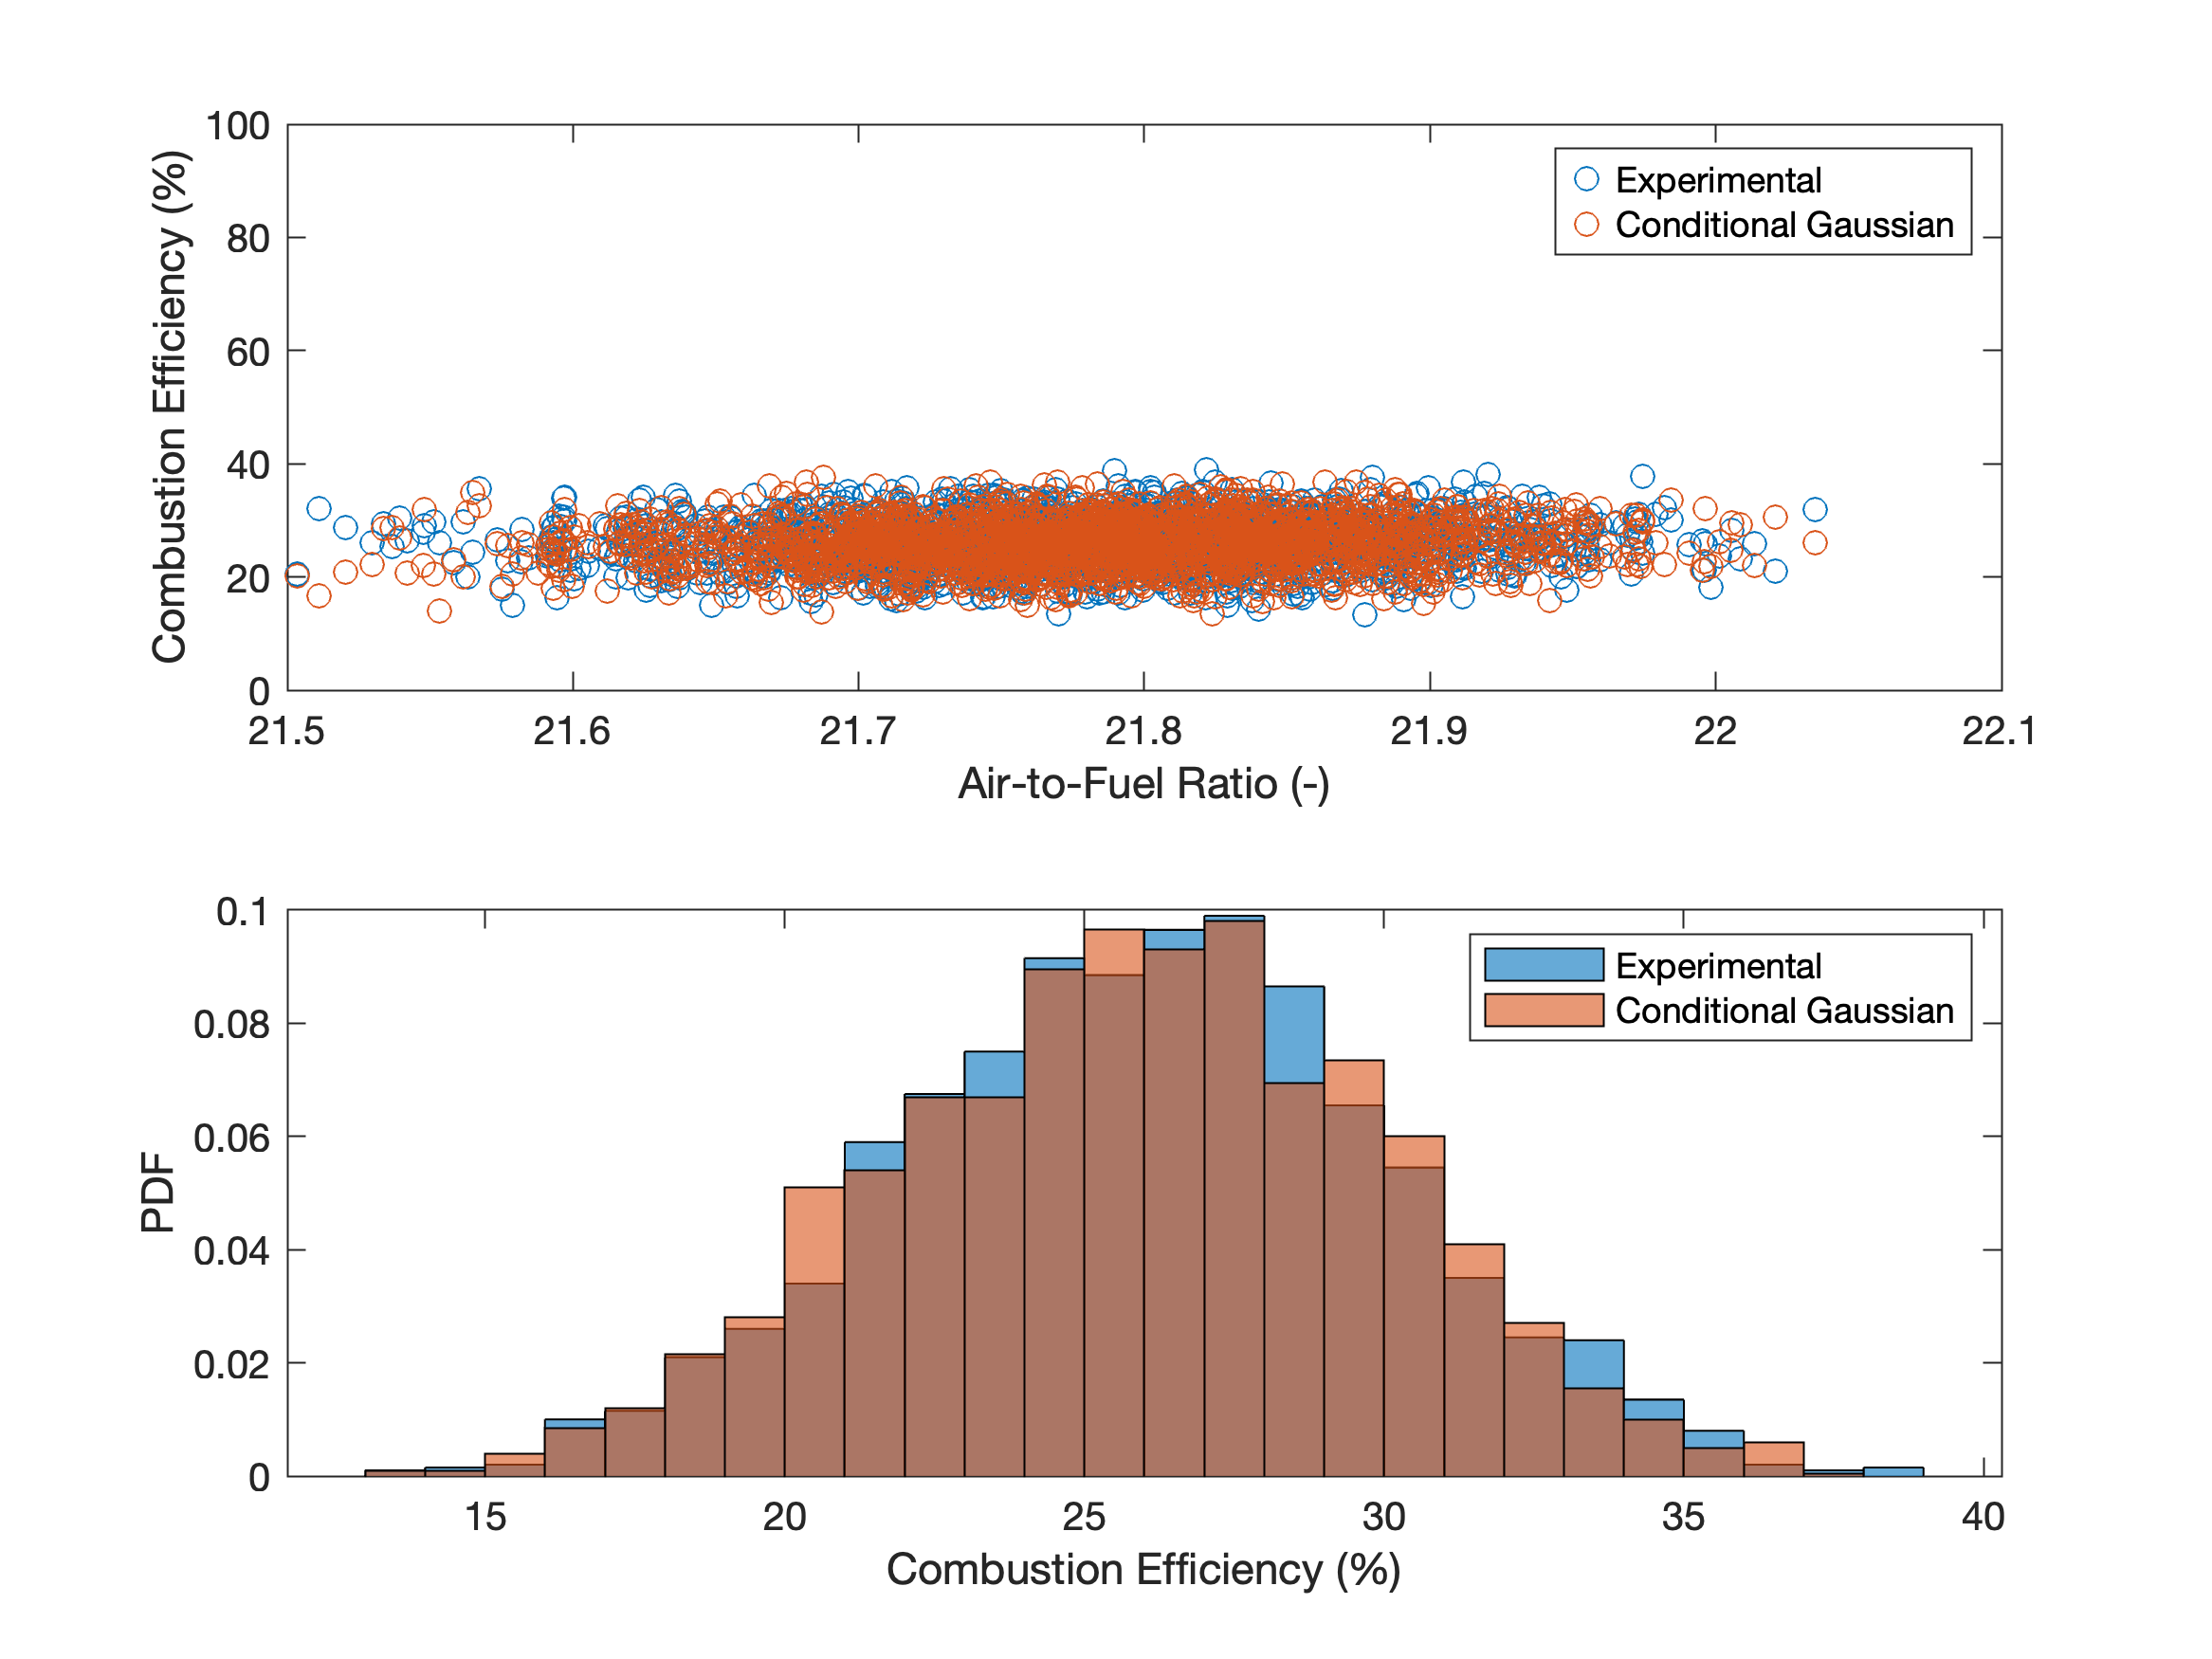 100
80
60
40
20
0
Combustion Efficiency (%)
Experimental
Conditional Gaussian
21.5 21.6 21.7 21.8 21.9 22 22.1
Air-to-Fuel Ratio (-)
0.1
0.08
0.06
0.04
0.02
0
PDF
Experimental
Conditional Gaussian
15 20 25 30 35 40
Combustion Efficiency (%)